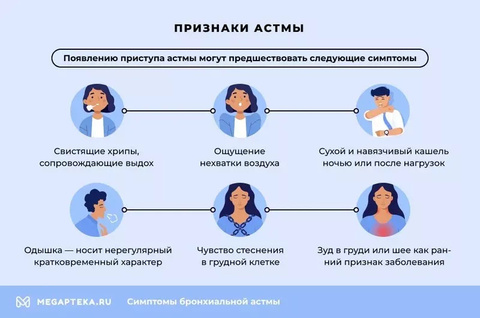 ПРИЗНАКИ АСТМЫ
Появлению приступа астмы могут предшествовать следующие симптомы
Свистящие хрипы,
сопровождающие выдох
Ощущение
нехватки воздуха
Сухой и навязчивый кашель
ночью или после нагрузок
Одышка — носит нерегулярный
кратковременный характер
Чувство стеснения
в грудной клетке
Зуд в груди или шее как ран-
ний признак заболевания
MEGAPTEKA.RU
Симптомы бронхиальной астмы